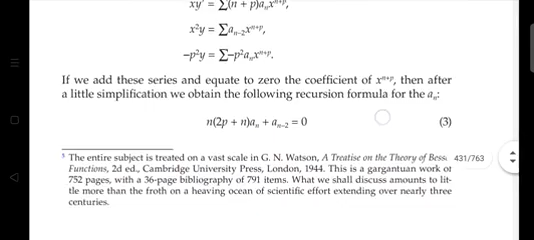 xy′ = ∑(n + p)aₙxⁿ⁺ᵖ,
x²y = ∑aₙ₋₂xⁿ⁺ᵖ,
−p²y = ∑−p²aₙxⁿ⁺ᵖ.
If we add these series and equate to zero the coefficient of xⁿ⁺ᵖ, then after
a little simplification we obtain the following recursion formula for the aₙ:
n(2p + n)aₙ + aₙ₋₂ = 0 (3)
⁵ The entire subject is treated on a vast scale in G. N. Watson, A Treatise on the Theory of Bess
431/763
Functions, 2d ed., Cambridge University Press, London, 1944. This is a gargantuan work of
752 pages, with a 36-page bibliography of 791 items. What we shall discuss amounts to lit-
tle more than the froth on a heaving ocean of scientific effort extending over nearly three
centuries.